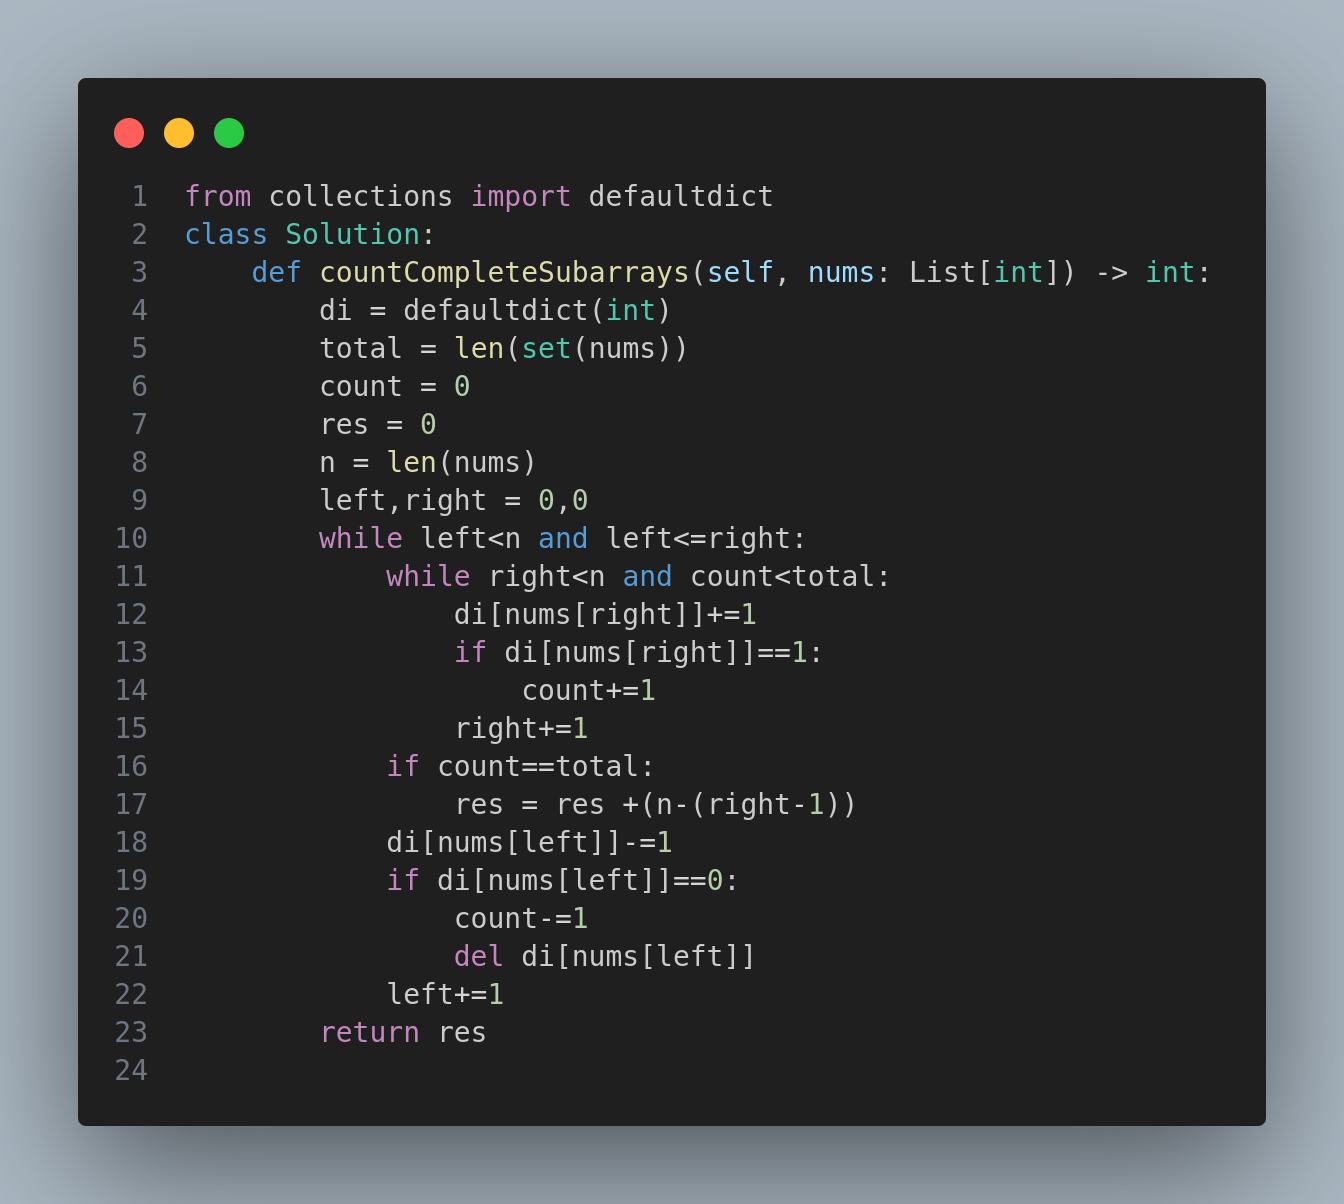 1 from collections import defaultdict
2 class Solution:
3     def countCompleteSubarrays(self, nums: List[int]) -> int:
4         di = defaultdict(int)
5         total = len(set(nums))
6         count = 0
7         res = 0
8         n = len(nums)
9         left,right = 0,0
10         while left<n and left<=right:
11             while right<n and count<total:
12                 di[nums[right]]+=1
13                 if di[nums[right]]==1:
14                     count+=1
15                 right+=1
16             if count==total:
17                 res = res +(n-(right-1))
18             di[nums[left]]-=1
19             if di[nums[left]]==0:
20                 count-=1
21                 del di[nums[left]]
22             left+=1
23         return res
24